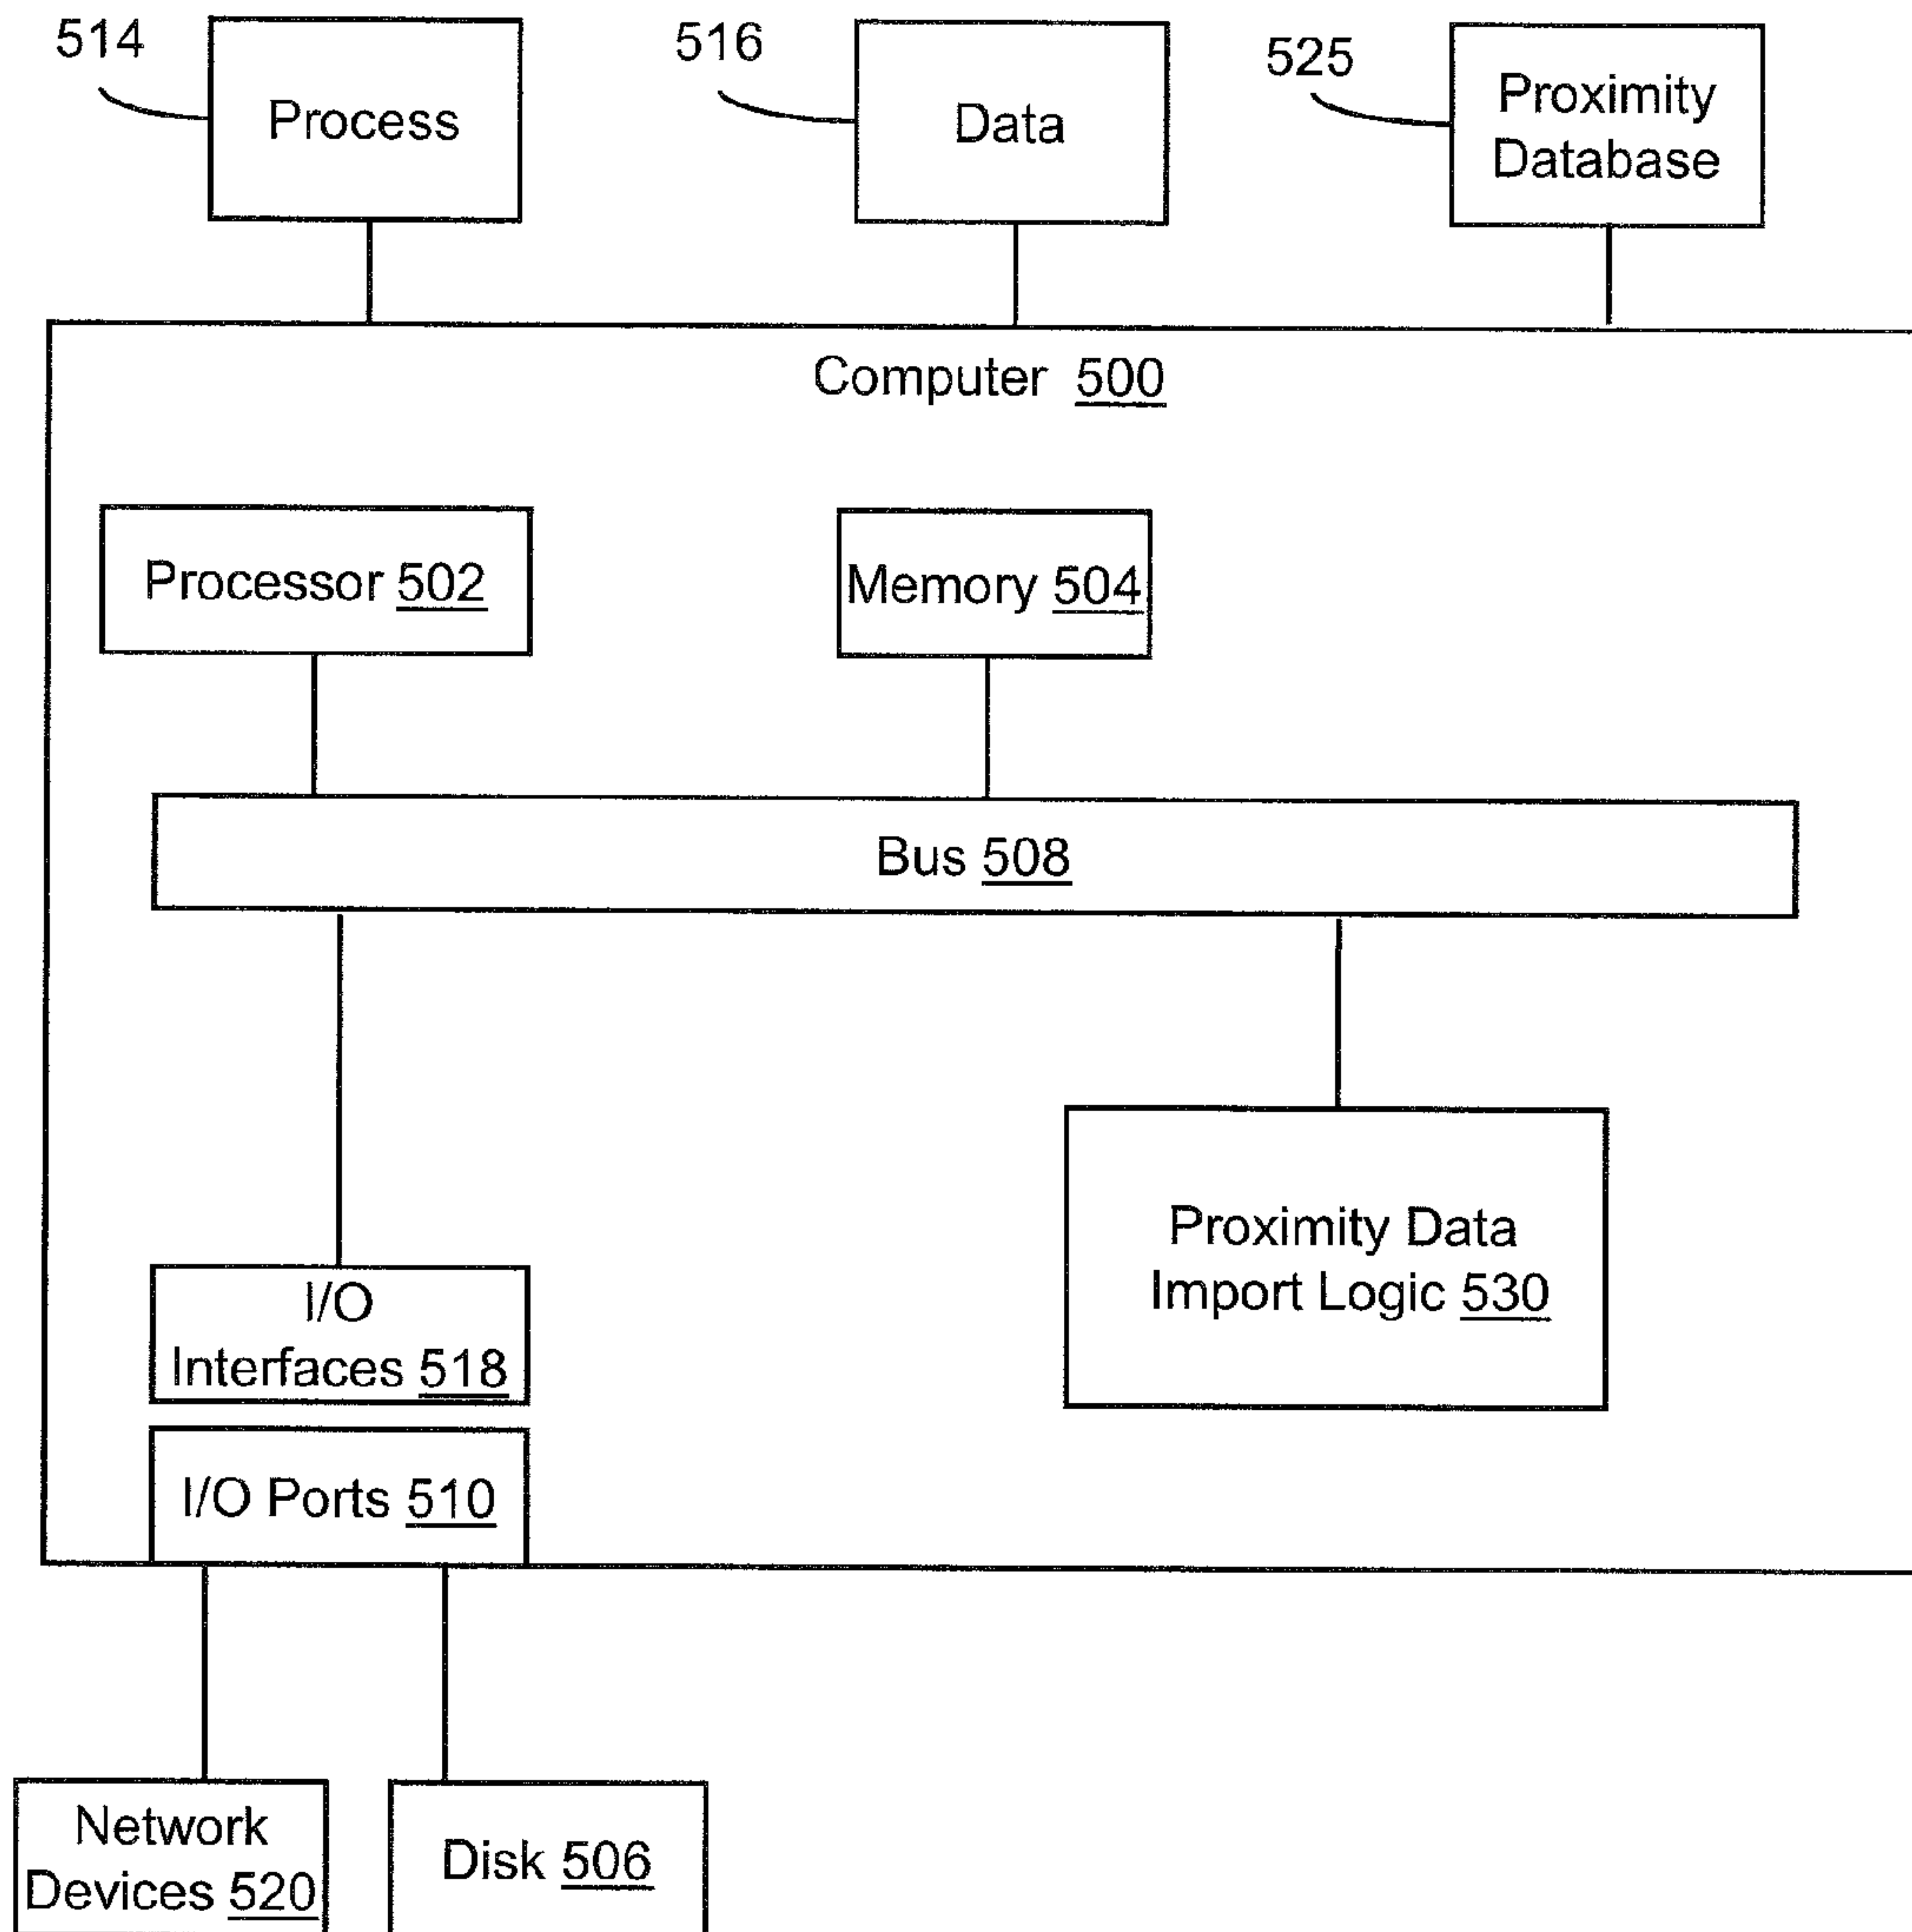 514
Process
516
Data
525
Proximity
Database
Computer 500
Processor 502
Memory 504
Bus 508
I/O
Interfaces 518
Proximity Data
Import Logic 530
I/O Ports 510
Network
Devices 520
Disk 506